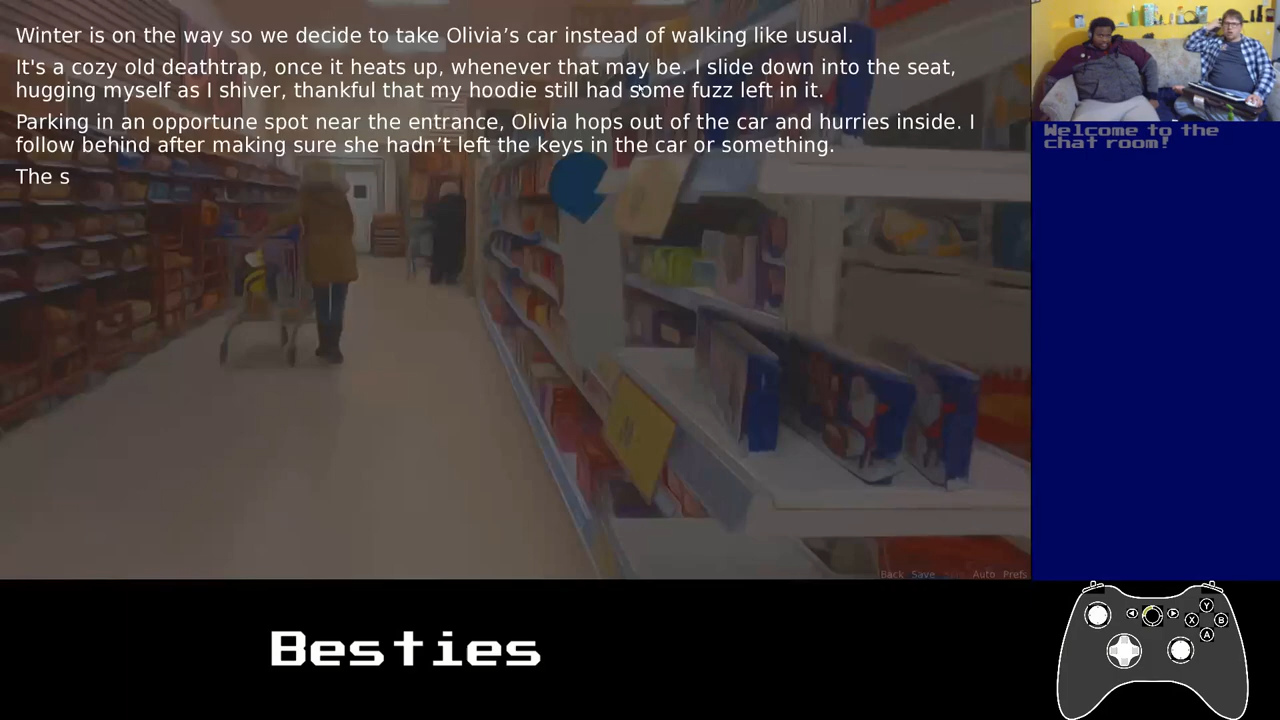 Winter is on the way so we decide to take Olivia’s car instead of walking like usual.
It's a cozy old deathtrap, once it heats up, whenever that may be. I slide down into the seat,
hugging myself as I shiver, thankful that my hoodie still had some fuzz left in it.
Parking in an opportune spot near the entrance, Olivia hops out of the car and hurries inside. I
follow behind after making sure she hadn’t left the keys in the car or something.
The s
Welcome to the
chat room!
Back Save Auto Prefs
Besties
Y
X B
A